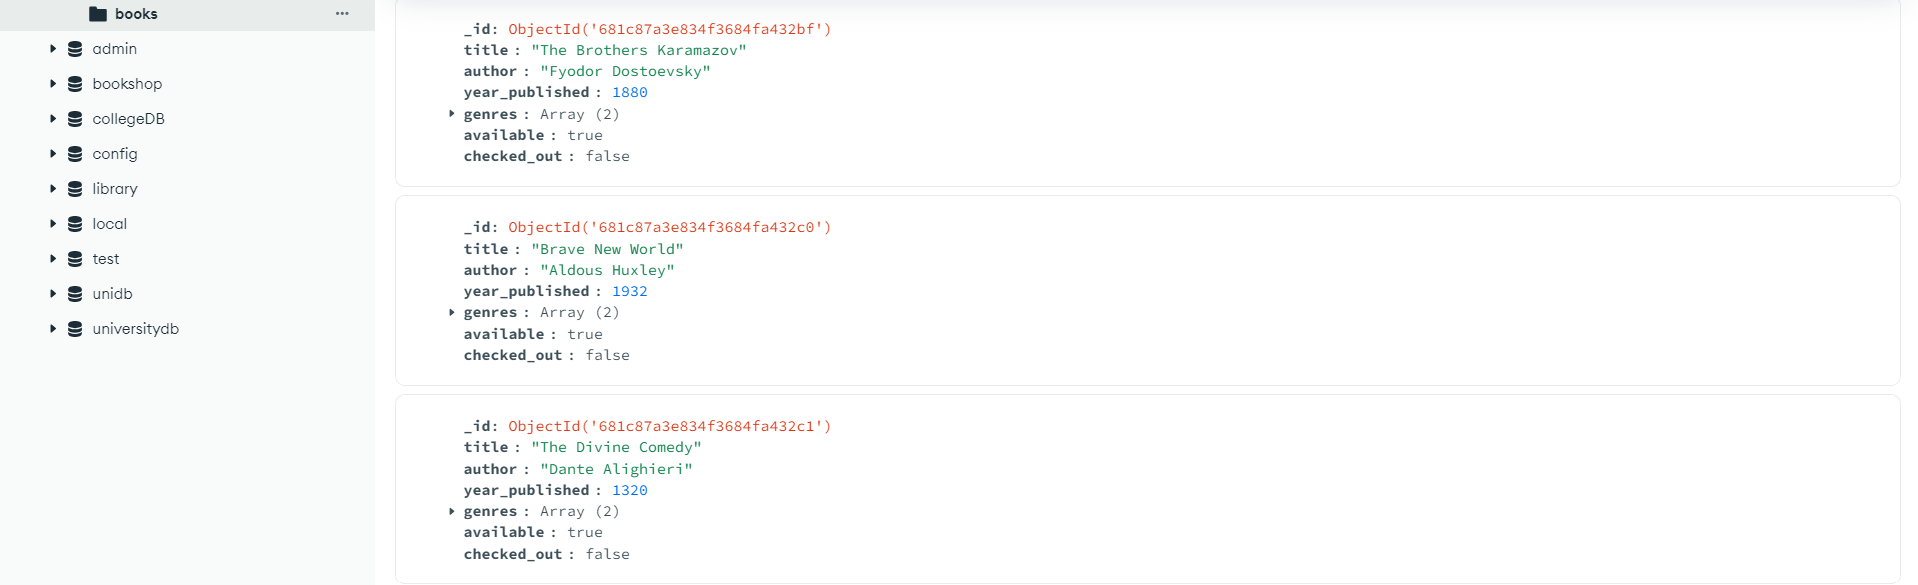 books
admin
bookshop
collegeDB
config
library
local
test
unidb
universitydb
_id: ObjectId('681c87a3e834f3684fa432bf')
title : "The Brothers Karamazov"
author : "Fyodor Dostoevsky"
year_published : 1880
genres : Array (2)
available : true
checked_out : false
_id: ObjectId('681c87a3e834f3684fa432c0')
title : "Brave New World"
author : "Aldous Huxley"
year_published : 1932
genres : Array (2)
available : true
checked_out : false
_id: ObjectId('681c87a3e834f3684fa432c1')
title : "The Divine Comedy"
author : "Dante Alighieri"
year_published : 1320
genres : Array (2)
available : true
checked_out : false